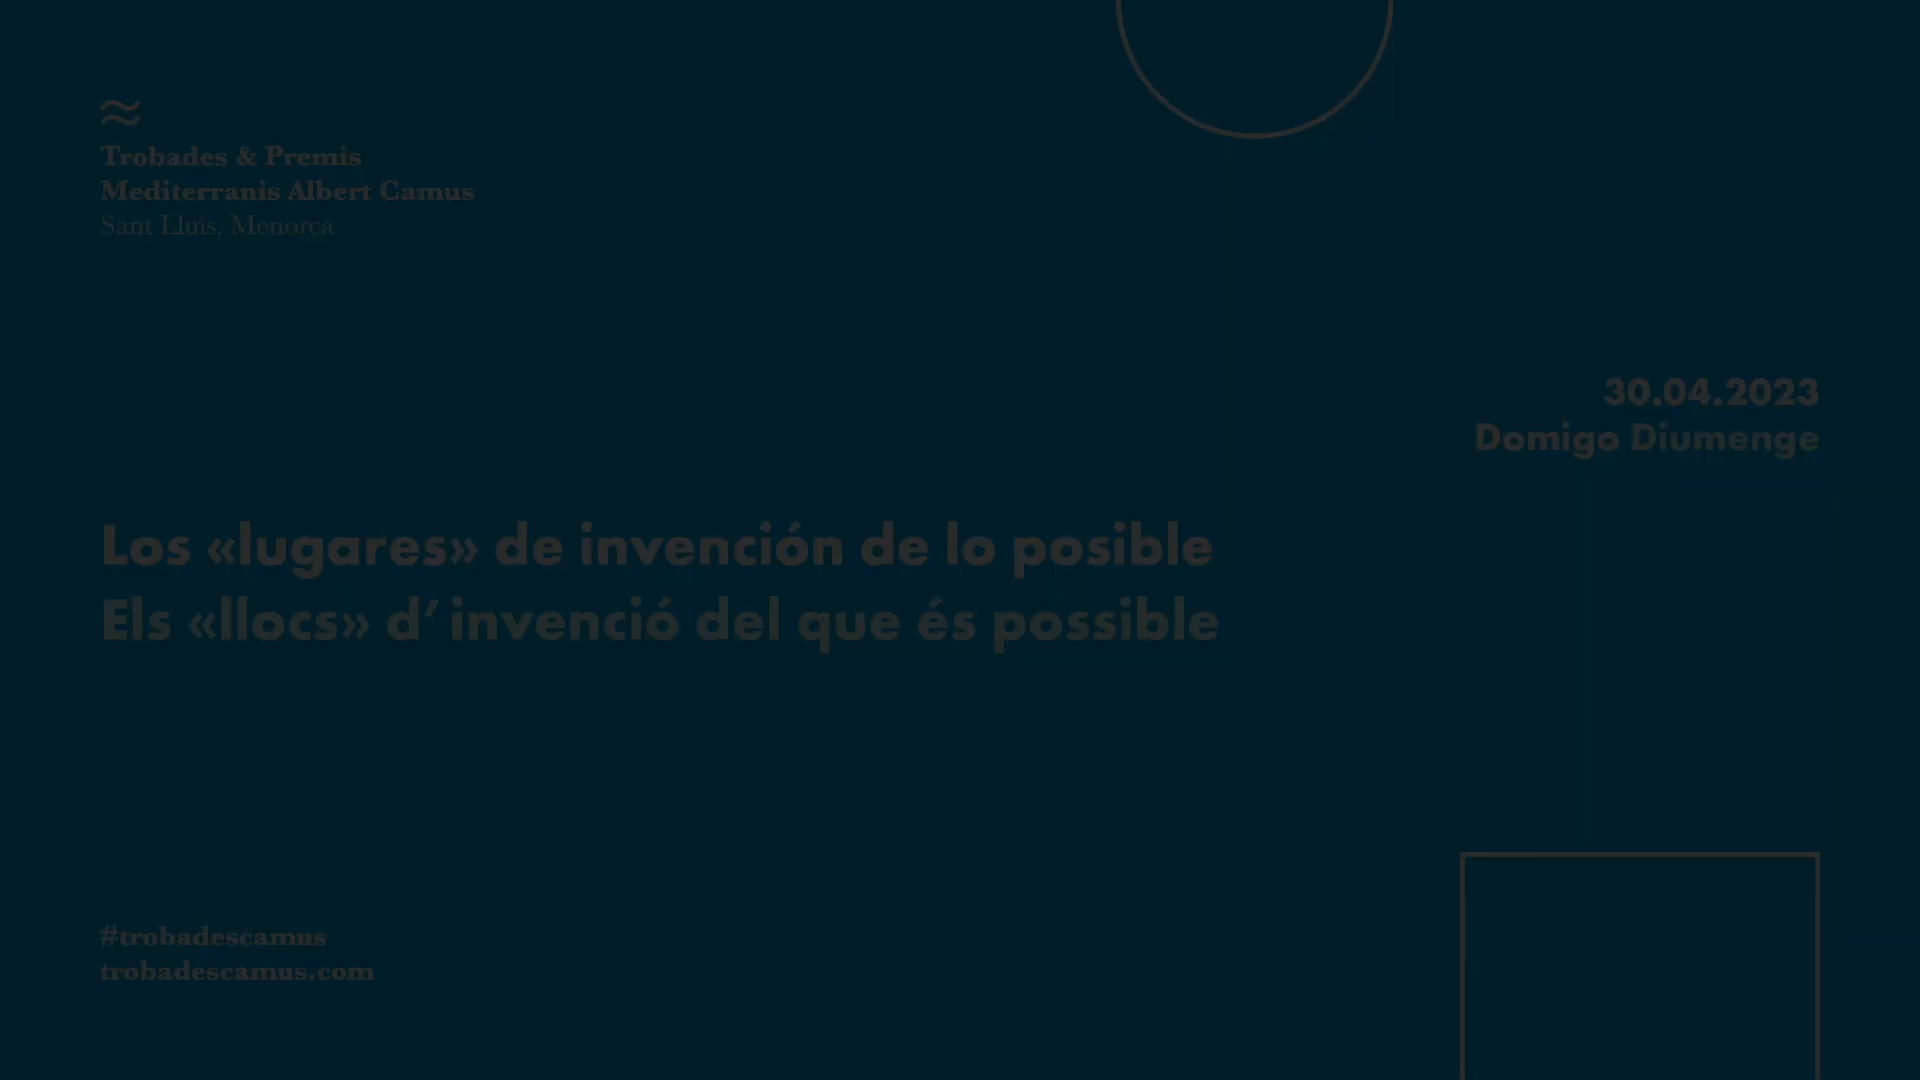 Trobades & Premis
Mediterranis Albert Camus
Sant Lluís, Menorca
30.04.2023
Domigo Diumenge
Los «lugares» de invención de lo posible
Els «llocs» d’ invenció del que és possible
#trobadescamus
trobadescamus.com